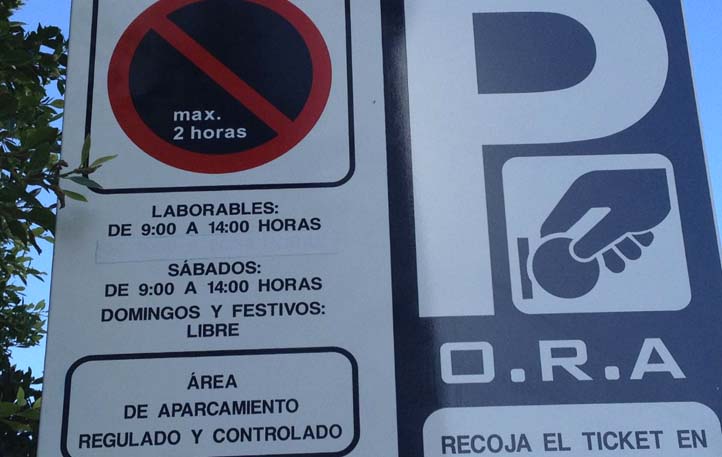 max.
2 horas
LABORABLES:
DE 9:00 A 14:00 HORAS
SÁBADOS:
DE 9:00 A 14:00 HORAS
DOMINGOS Y FESTIVOS:
LIBRE
ÁREA
DE APARCAMIENTO
REGULADO Y CONTROLADO
P
O.R.A
RECOJA EL TICKET EN